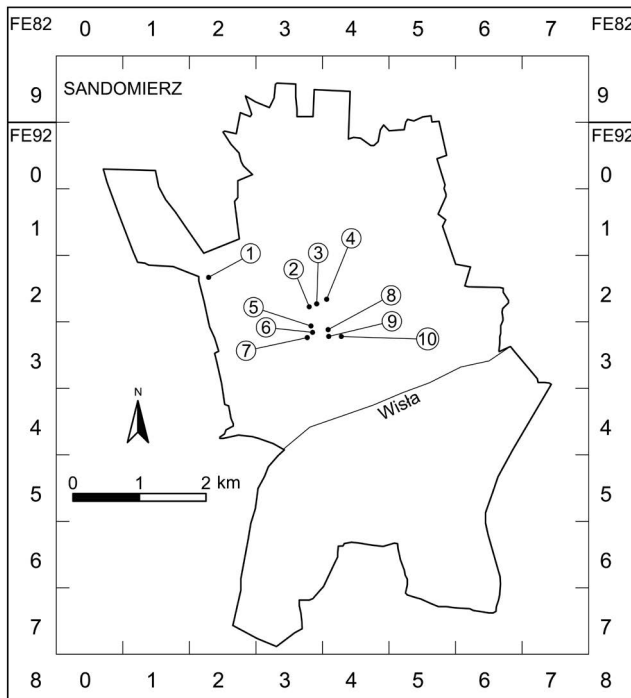 FE82 0 1 2 3 4 5 6 7 FE82
SANDOMIERZ
9 9
FE92 FE92
0 0
1 1
4
1 3
2
2 2
5 8
6 9
7 10
3 3
N
Wisła
4 4
0 1 2 km
5 5
6 6
7 7
8 0 1 2 3 4 5 6 7 8